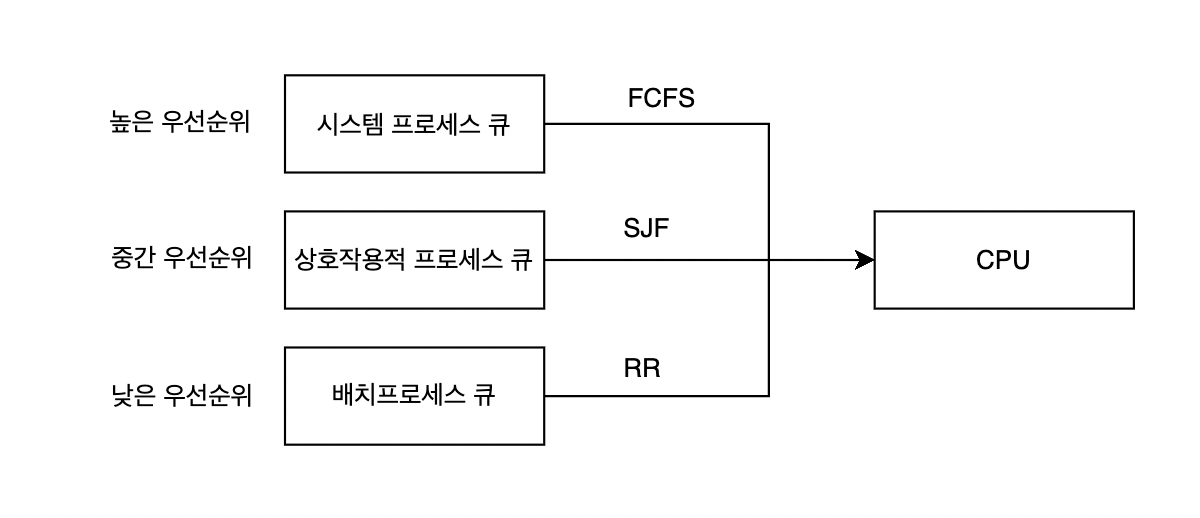 높은 우선순위
시스템 프로세스 큐
FCFS
중간 우선순위
상호작용적 프로세스 큐
SJF
CPU
낮은 우선순위
배치프로세스 큐
RR